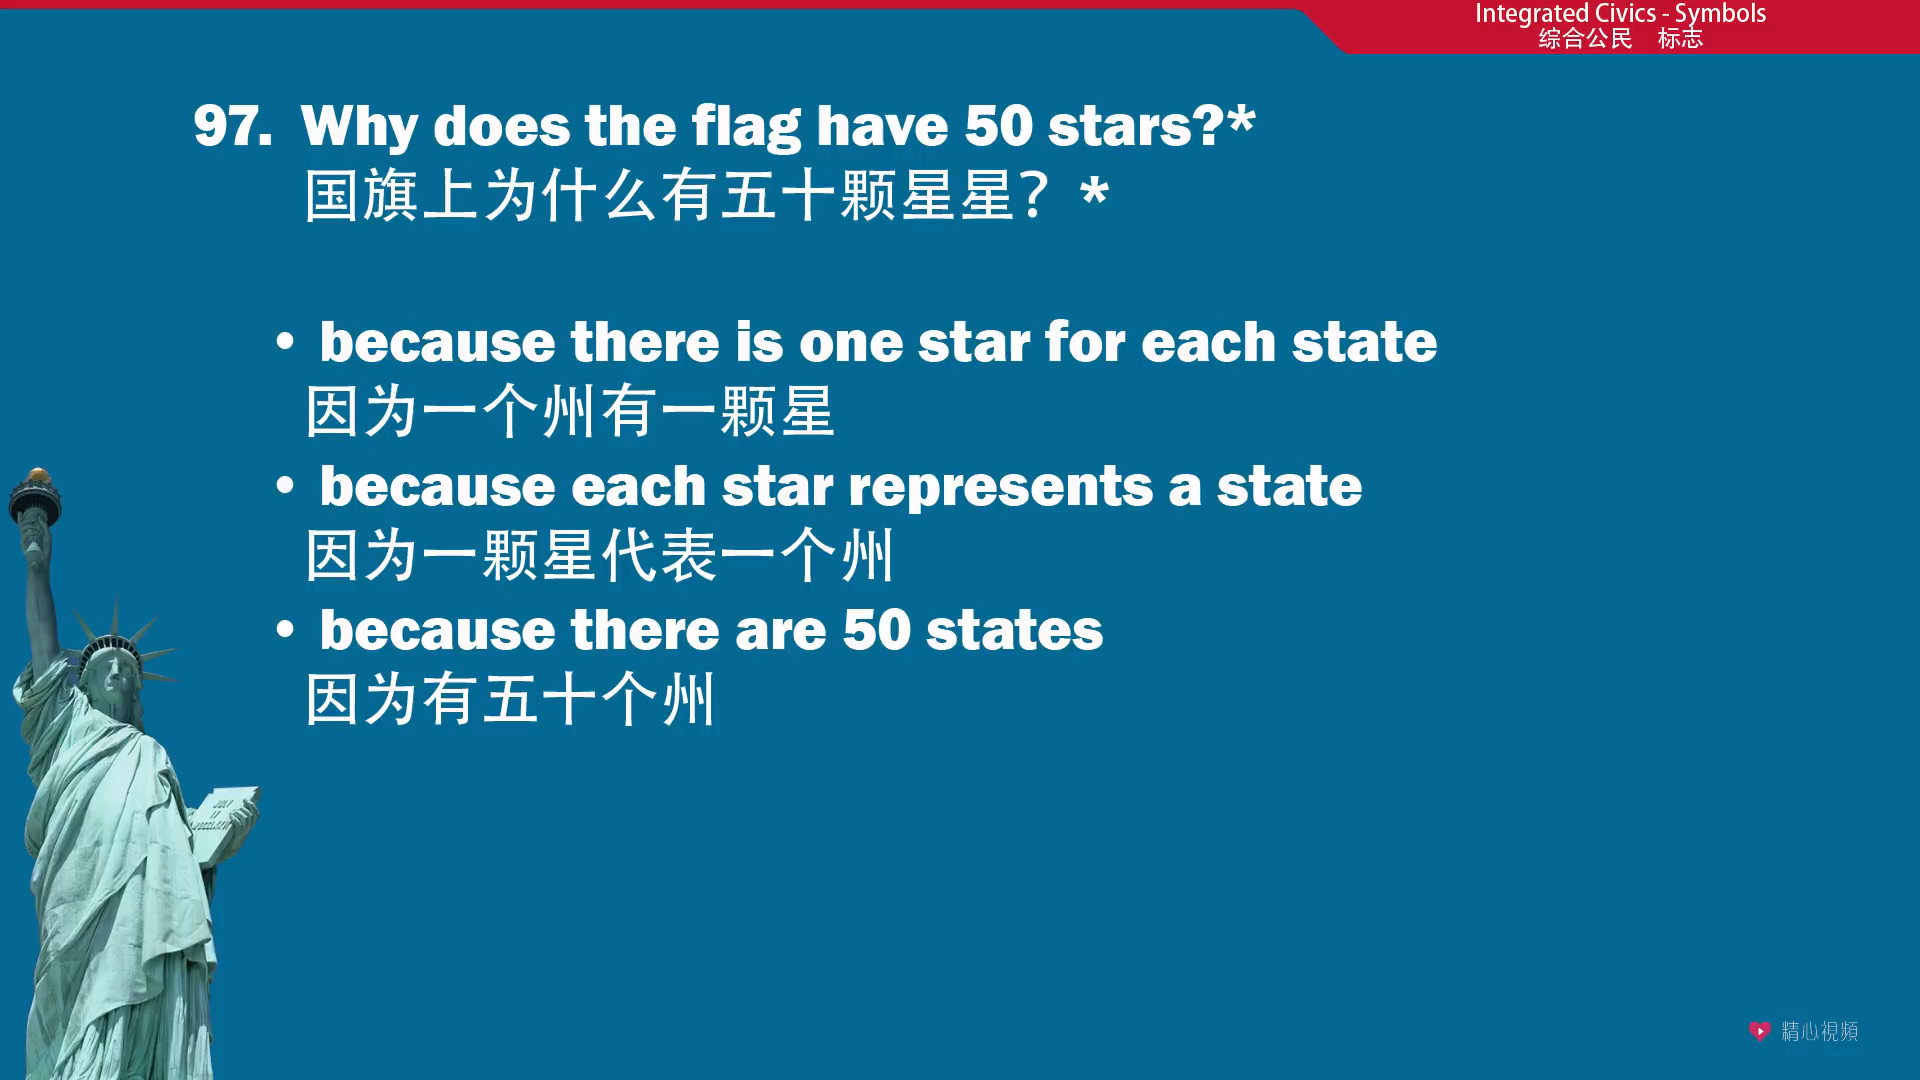 Integrated Civics - Symbols
综合公民 标志
97. Why does the flag have 50 stars?*
国旗上为什么有五十颗星星？*
• because there is one star for each state
因为一个州有一颗星
• because each star represents a state
因为一颗星代表一个州
• because there are 50 states
因为有五十个州
JULY
IV
精心視頻